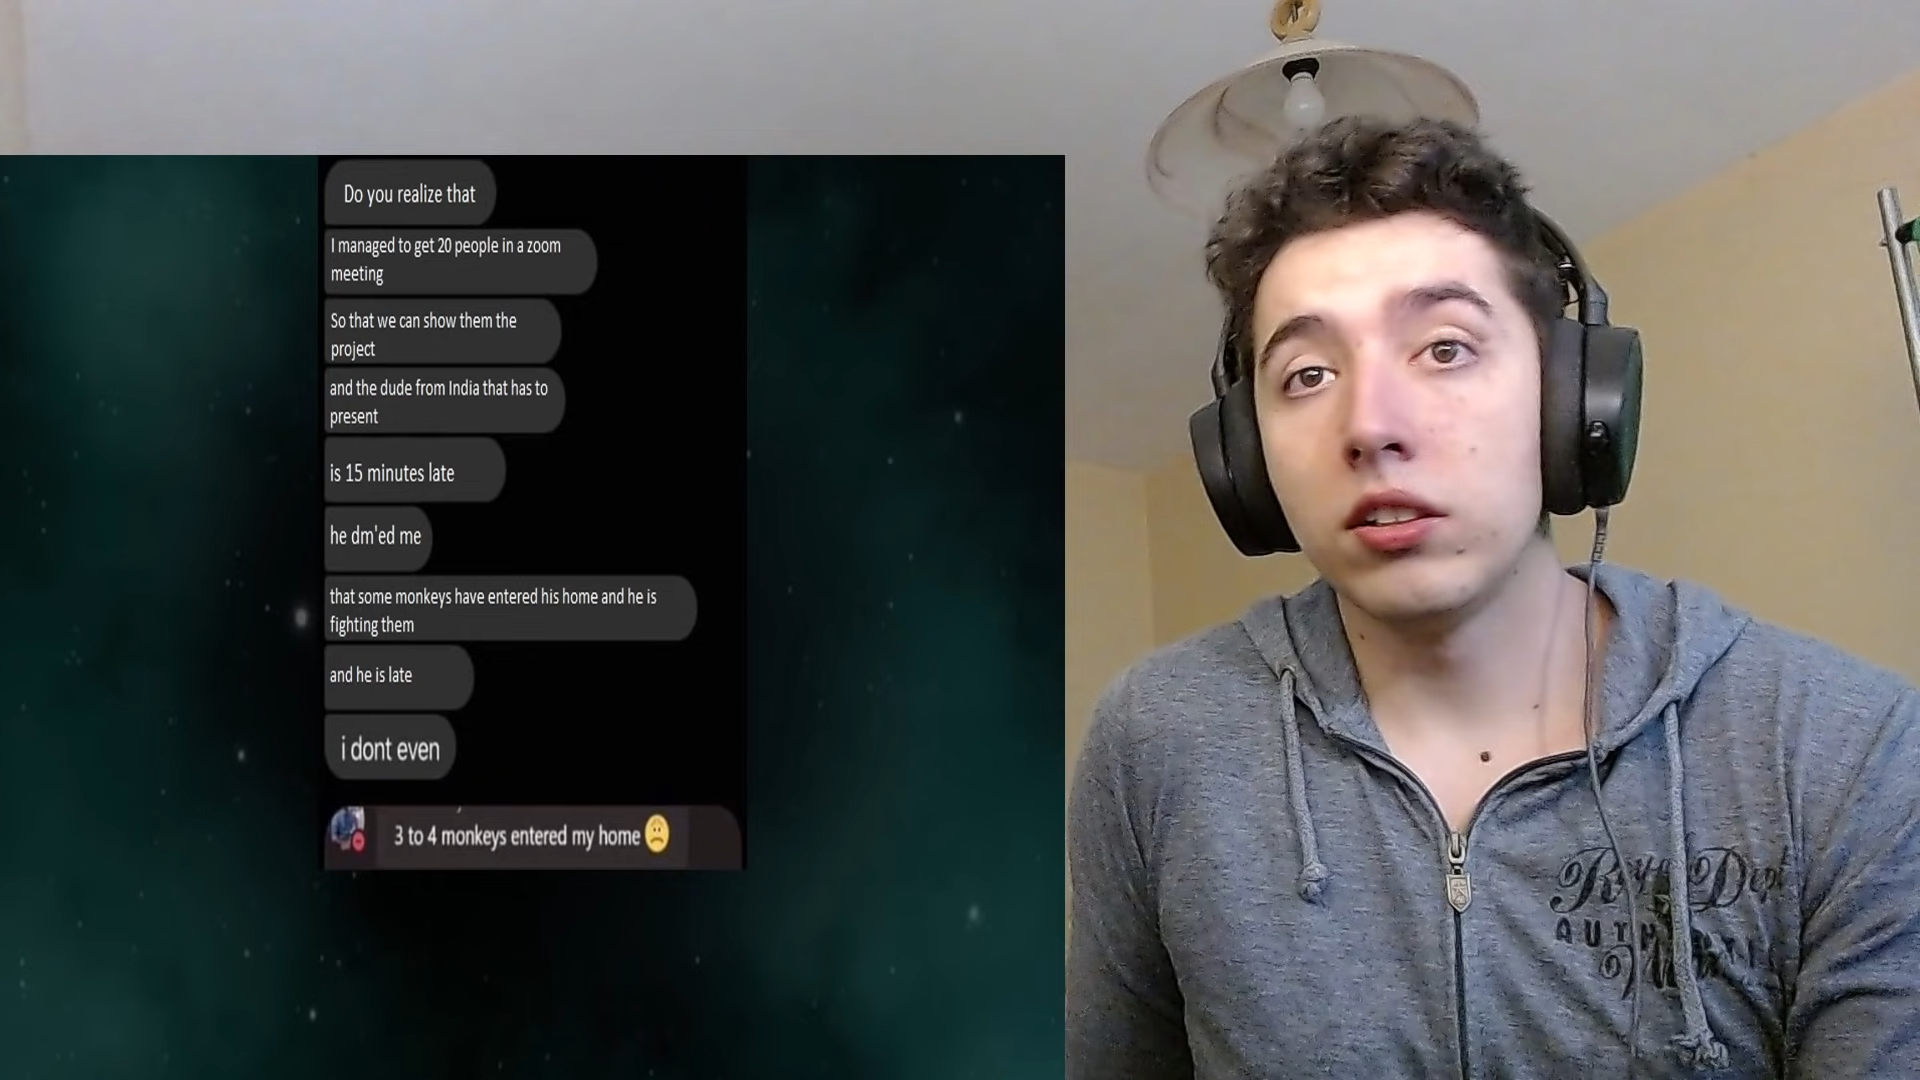 Do you realize that
I managed to get 20 people in a zoom
meeting
So that we can show them the
project
and the dude from India that has to
present
is 15 minutes late
he dm'ed me
that some monkeys have entered his home and he is
fighting them
and he is late
i dont even
3 to 4 monkeys entered my home
Dept